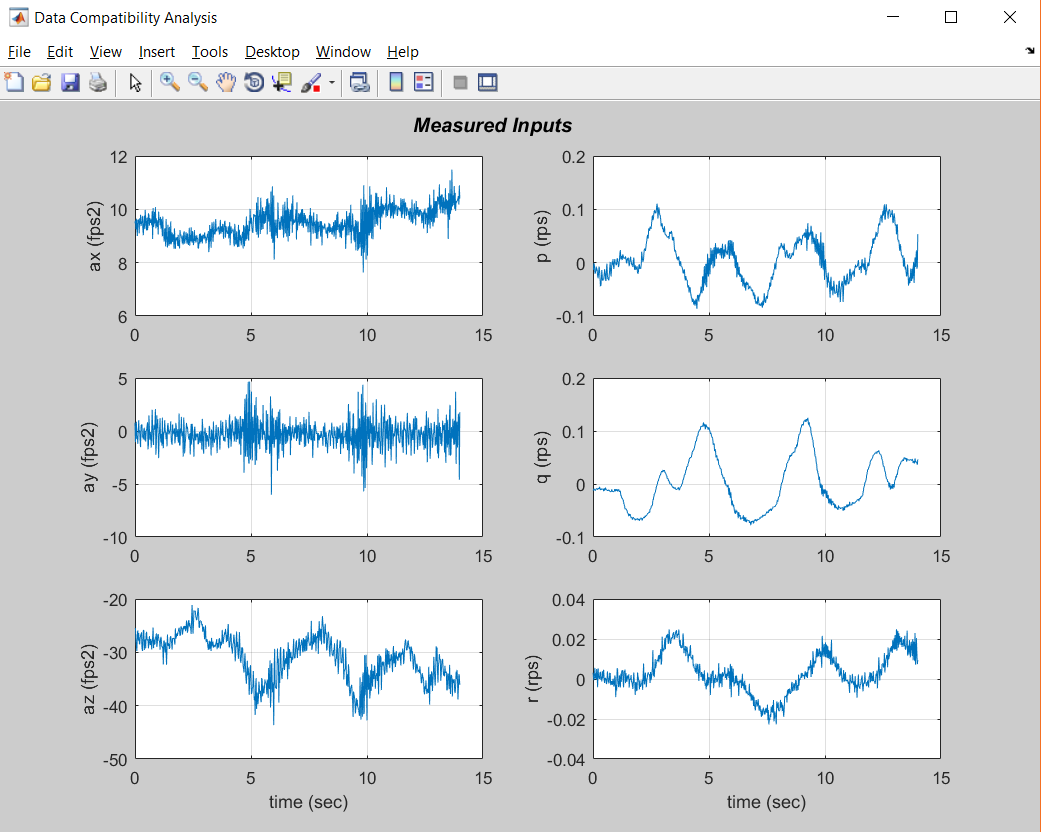 Data Compatibility Analysis
File Edit View Insert Tools Desktop Window Help
Measured Inputs
12
10
8
6
ax (fps2)
0 5 10 15
0.2
0.1
0
-0.1
p (rps)
0 5 10 15
5
0
-5
-10
ay (fps2)
0 5 10 15
0.2
0.1
0
-0.1
q (rps)
0 5 10 15
-20
-30
-40
-50
az (fps2)
0 5 10 15
time (sec)
0.04
0.02
0
-0.02
-0.04
r (rps)
0 5 10 15
time (sec)